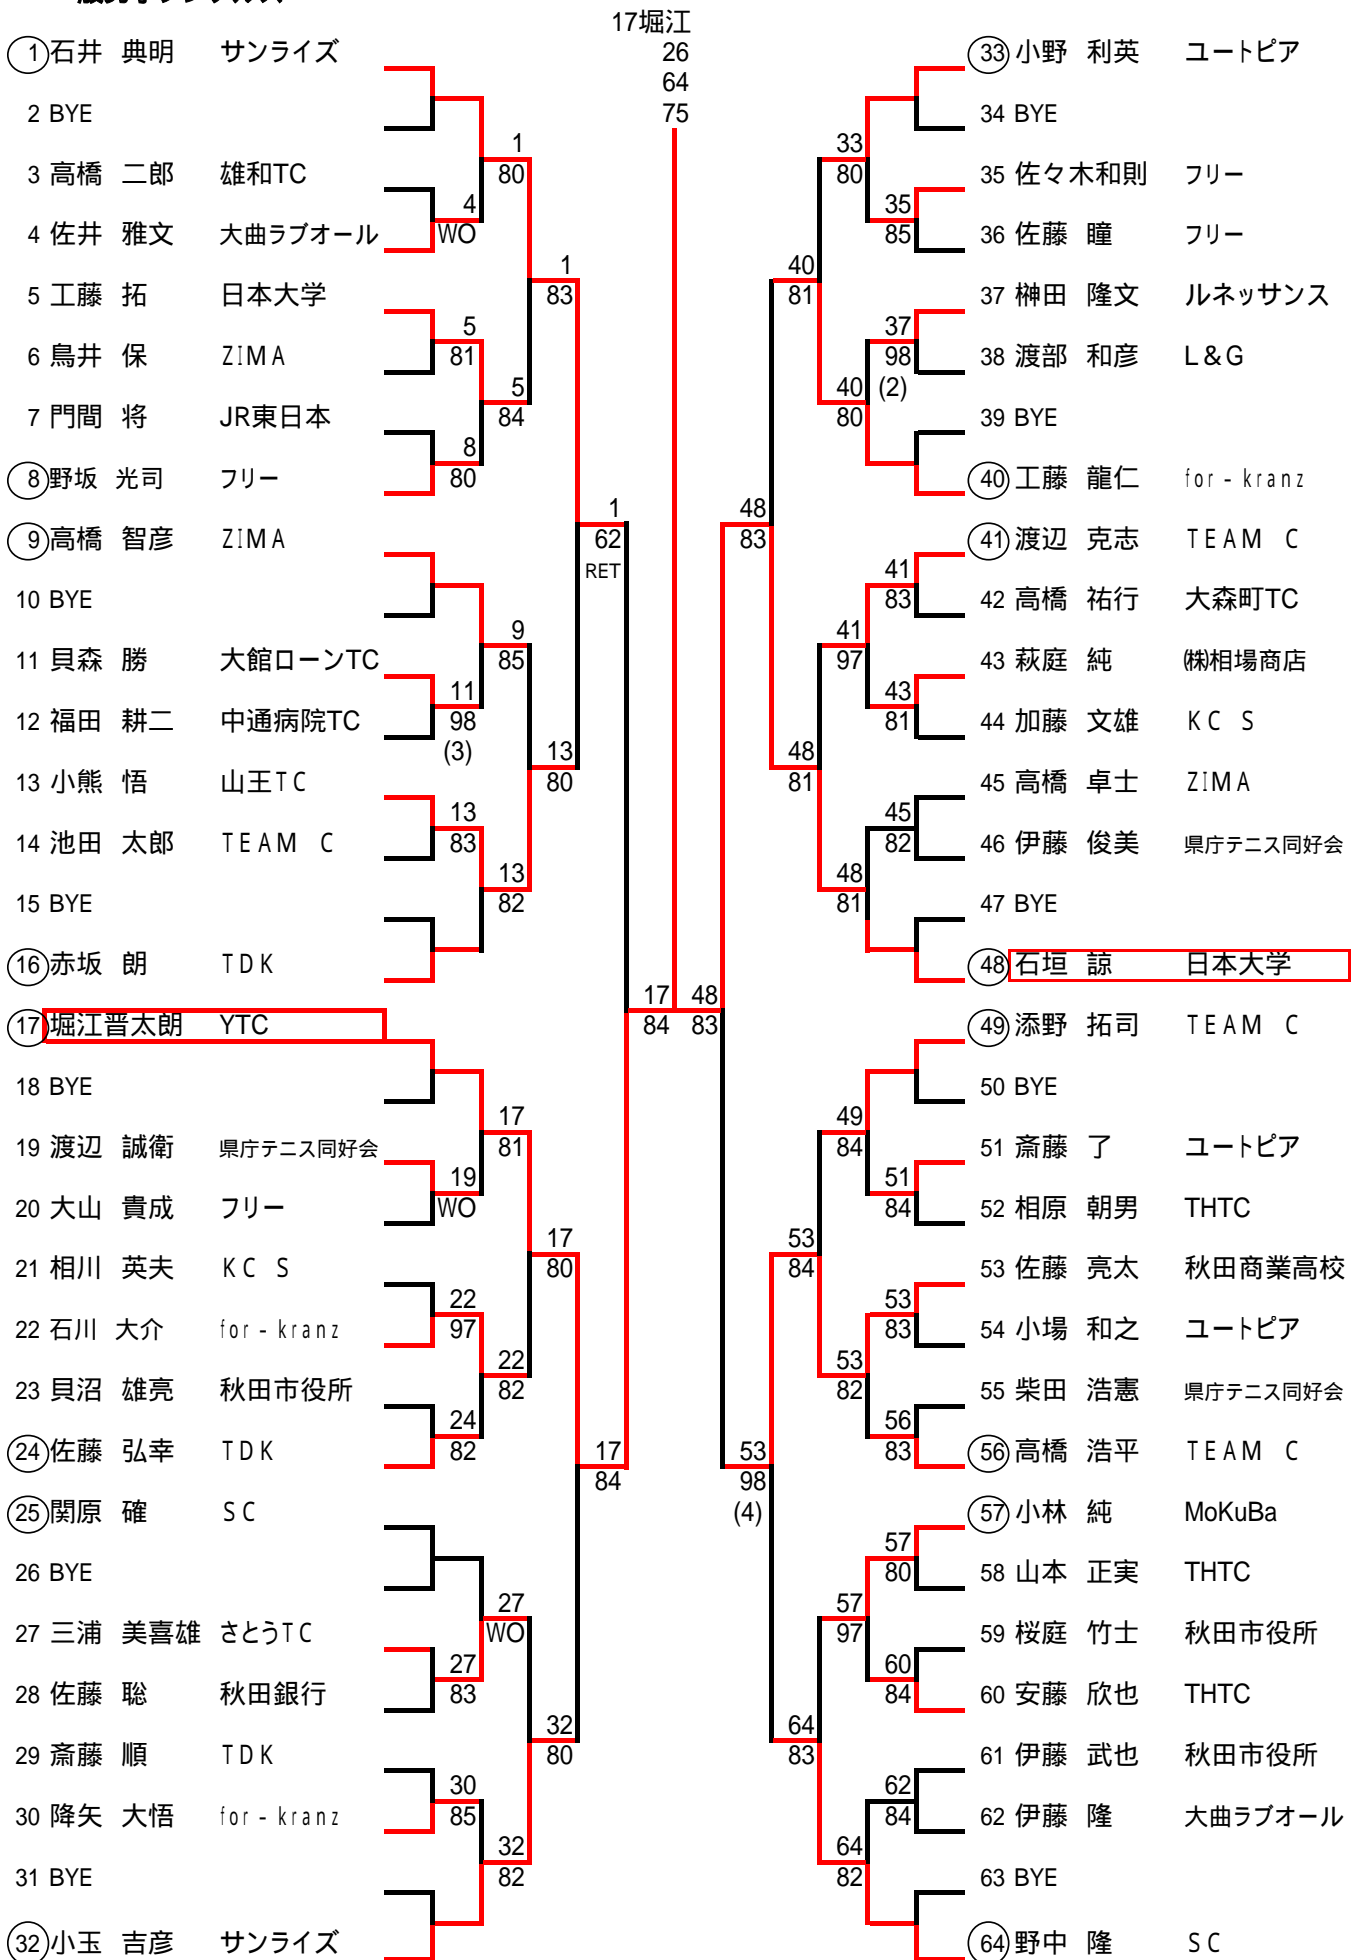 17堀江
26
64
75
1 石井 典明 サンライズ
2 BYE
3 高橋 二郎 雄和TC
4 佐井 雅文 大曲ラブオール
5 工藤 拓 日本大学
6 鳥井 保 ZIMA
7 門間 将 JR東日本
8 野坂 光司 フリー
9 高橋 智彦 ZIMA
10 BYE
11 貝森 勝 大館ローンTC
12 福田 耕二 中通病院TC
13 小熊 悟 山王TC
14 池田 太郎 TEAM C
15 BYE
16 赤坂 朗 TDK
17 堀江晋太朗 YTC
18 BYE
19 渡辺 誠衛 県庁テニス同好会
20 大山 貴成 フリー
21 相川 英夫 KCS
22 石川 大介 for-kranz
23 貝沼 雄亮 秋田市役所
24 佐藤 弘幸 TDK
25 関原 確 SC
26 BYE
27 三浦 美喜雄 さとうTC
28 佐藤 聡 秋田銀行
29 斎藤 順 TDK
30 降矢 大悟 for-kranz
31 BYE
32 小玉 吉彦 サンライズ
4
WO
5
81
8
80
11
98
(3)
13
83
19
WO
22
97
24
82
27
83
30
85
1
80
5
84
9
85
13
82
17
81
22
82
27
WO
32
82
1
83
13
80
17
80
32
80
1
62
RET
17
84
17
84
48
83
48
83
53
98
(4)
40
81
48
81
53
84
64
83
33
80
40
80
41
97
48
81
49
84
53
82
57
97
64
82
35
85
37
98
(2)
41
83
43
81
45
82
51
84
53
83
56
83
57
80
60
84
62
84
33 小野 利英 ユートピア
34 BYE
35 佐々木和則 フリー
36 佐藤 瞳 フリー
37 榊田 隆文 ルネッサンス
38 渡部 和彦 L&G
39 BYE
40 工藤 龍仁 for-kranz
41 渡辺 克志 TEAM C
42 高橋 祐行 大森町TC
43 萩庭 純 ㈱相場商店
44 加藤 文雄 KCS
45 高橋 卓士 ZIMA
46 伊藤 俊美 県庁テニス同好会
47 BYE
48 石垣 諒 日本大学
49 添野 拓司 TEAM C
50 BYE
51 斎藤 了 ユートピア
52 相原 朝男 THTC
53 佐藤 亮太 秋田商業高校
54 小場 和之 ユートピア
55 柴田 浩憲 県庁テニス同好会
56 高橋 浩平 TEAM C
57 小林 純 MoKuBa
58 山本 正実 THTC
59 桜庭 竹士 秋田市役所
60 安藤 欣也 THTC
61 伊藤 武也 秋田市役所
62 伊藤 隆 大曲ラブオール
63 BYE
64 野中 隆 SC